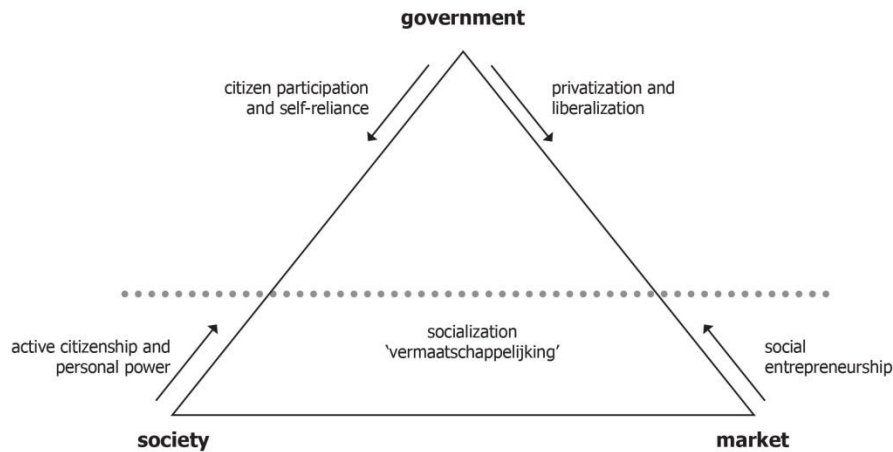 government
citizen participation
and self-reliance
privatization and
liberalization
active citizenship and
personal power
socialization
‘vermaatschappelijking’
social
entrepreneurship
society
market